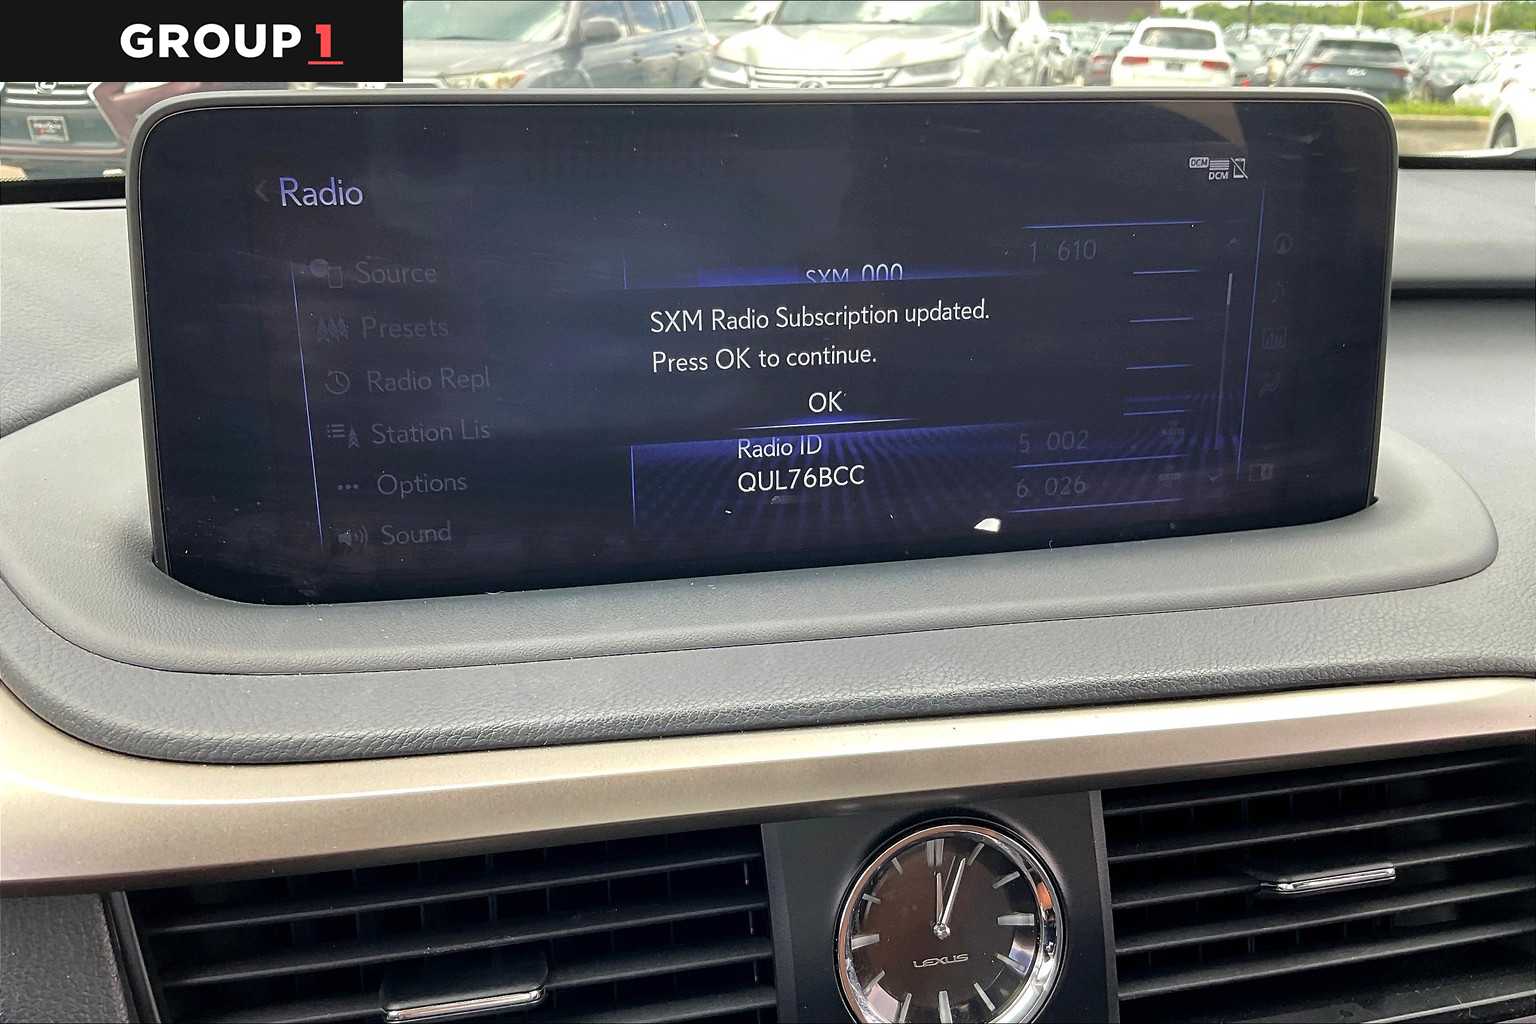 GROUP 1
Radio
DCM
DCM
Source
Presets
Radio Repl
Station Lis
Options
Sound
SXM 000
SXM Radio Subscription updated.
Press OK to continue.
OK
Radio ID
QUL76BCC
1 610
5 002
6 026
LEXUS